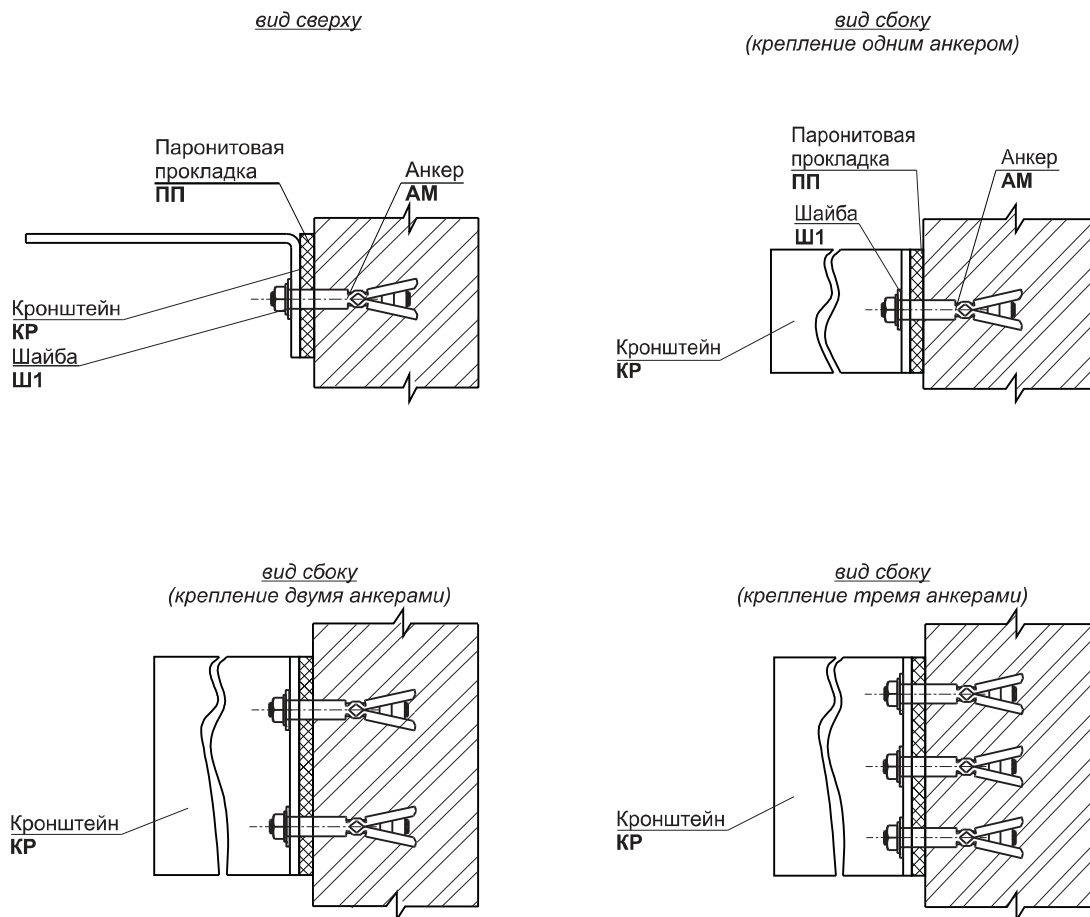 вид сверху
Паронитовая
прокладка
ПП
Анкер
АМ
Кронштейн
КР
Шайба
Ш1
вид сбоку
(крепление одним анкером)
Паронитовая
прокладка
ПП
Анкер
АМ
Шайба
Ш1
Кронштейн
КР
вид сбоку
(крепление двумя анкерами)
Кронштейн
КР
вид сбоку
(крепление тремя анкерами)
Кронштейн
КР